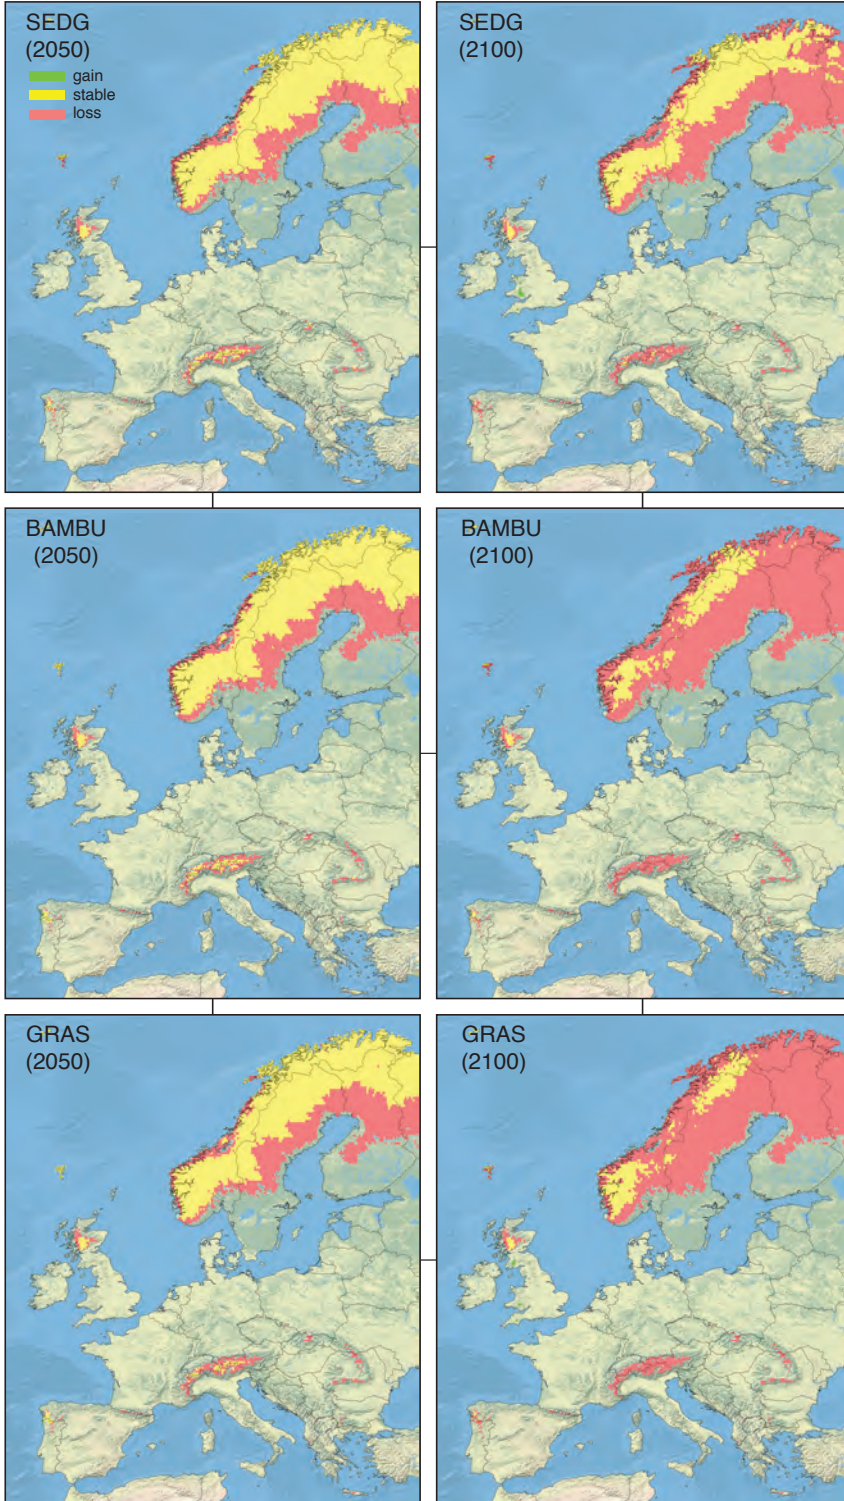 SEDG
(2050)
gain
stable
loss
SEDG
(2100)
BAMBU
(2050)
BAMBU
(2100)
GRAS
(2050)
GRAS
(2100)